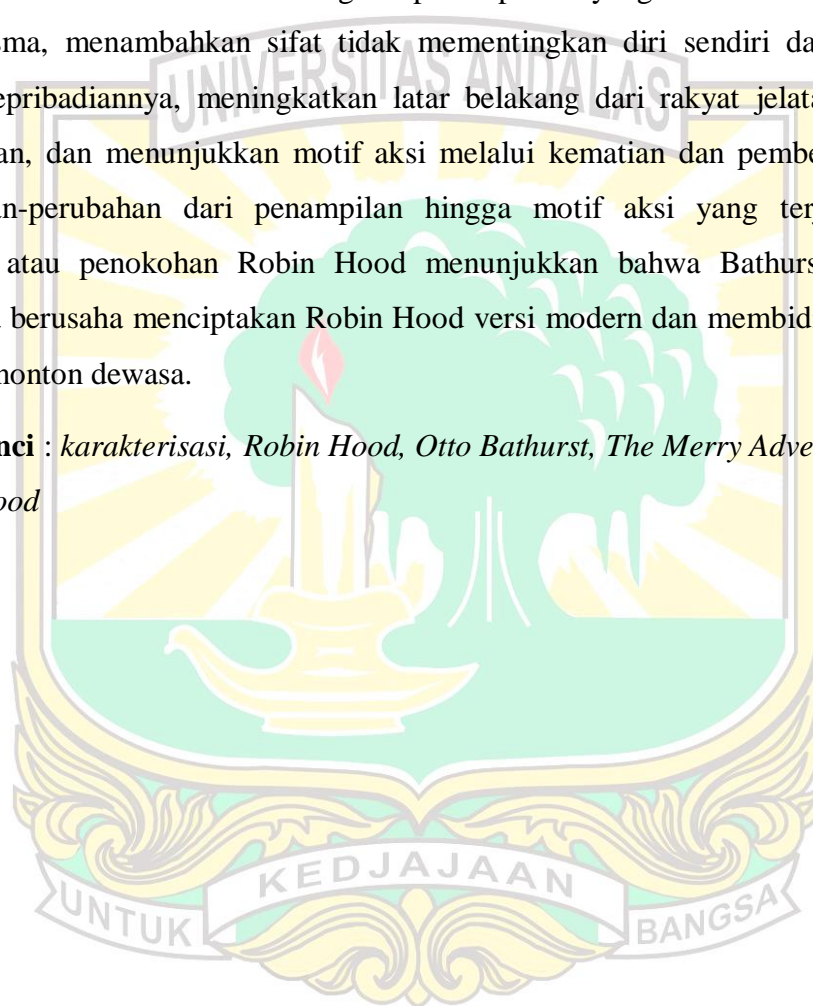 sma, menambahkan sifat tidak mementingkan diri sendiri da
epribadiannya, meningkatkan latar belakang dari rakyat jelata
an, dan menunjukkan motif aksi melalui kematian dan pembe
n-perubahan dari penampilan hingga motif aksi yang ter
atau penokohan Robin Hood menunjukkan bahwa Bathurs
berusaha menciptakan Robin Hood versi modern dan membid
nonton dewasa.
nci : karakterisasi, Robin Hood, Otto Bathurst, The Merry Adve
ood
UNIVERSITAS ANDALAS
UNTUK KEDJAJAAN BANGSA